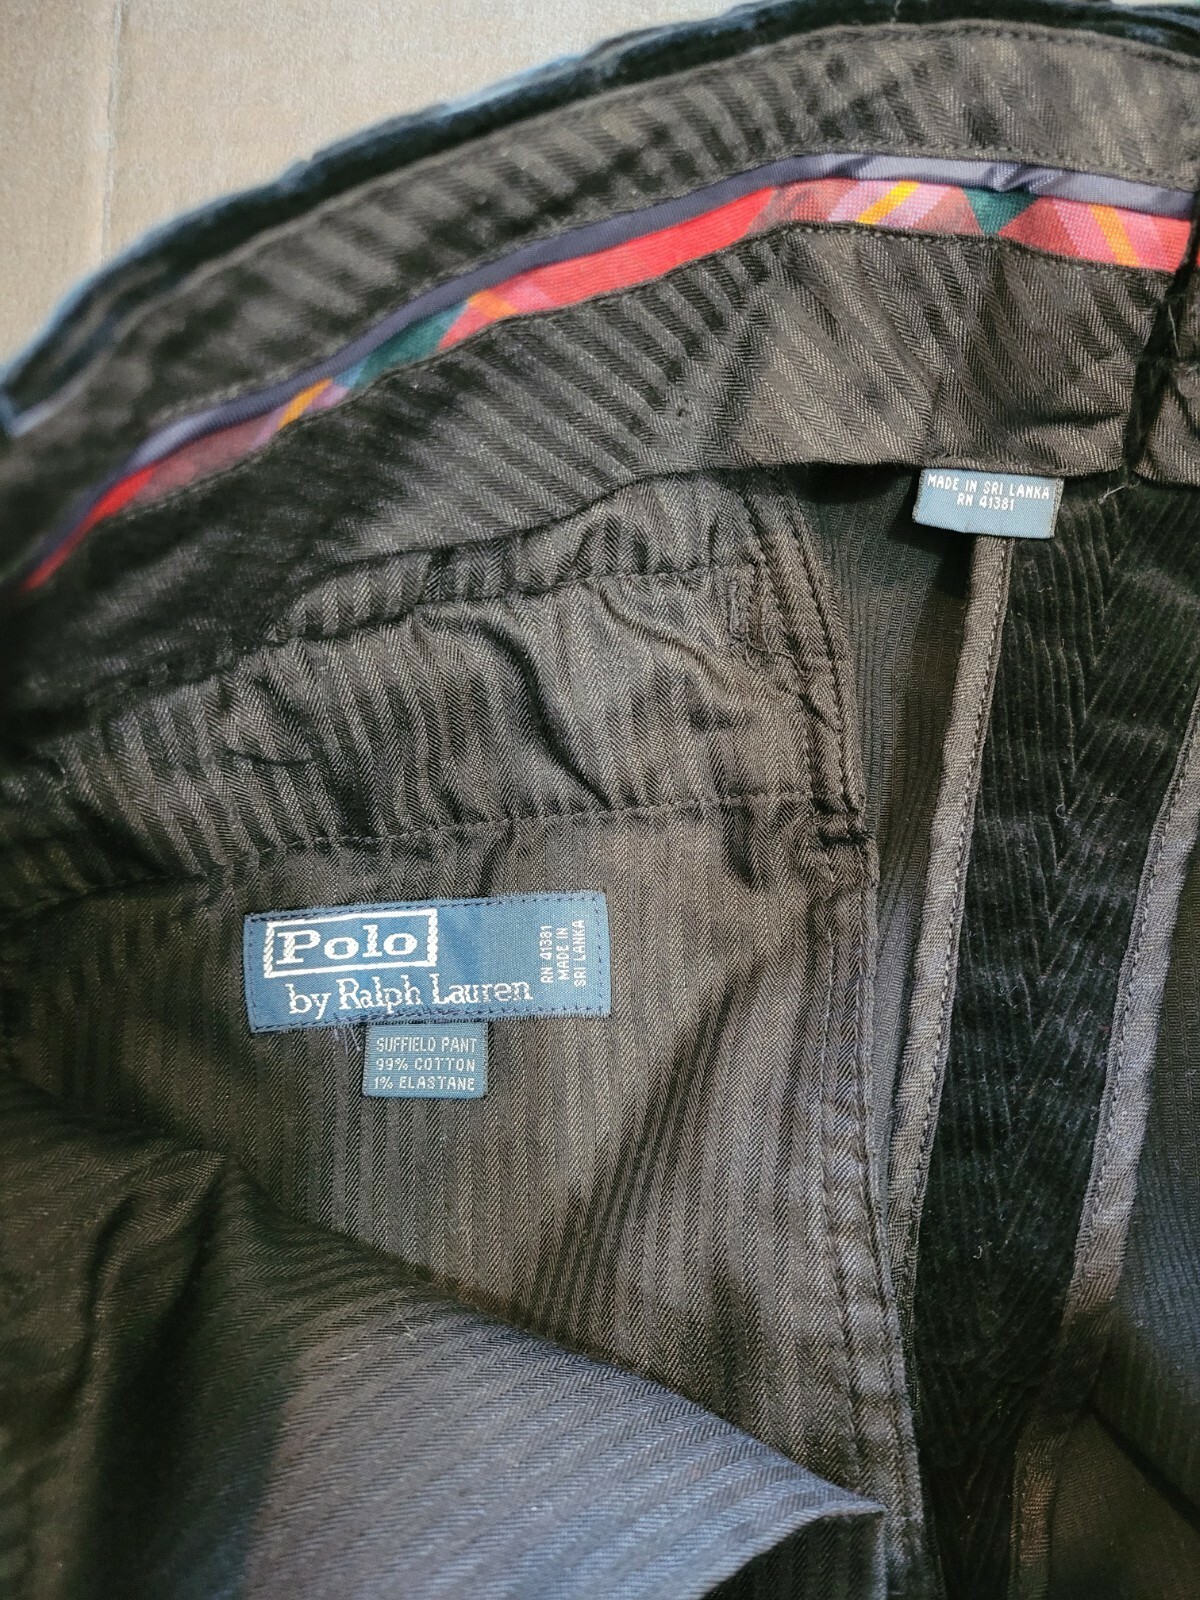 MADE IN SRI LANKA
RN 41381
Polo
by Ralph Lauren
RN 41381
MADE IN
SRI LANKA
SUFFIELD PANT
99% COTTON
1% ELASTANE